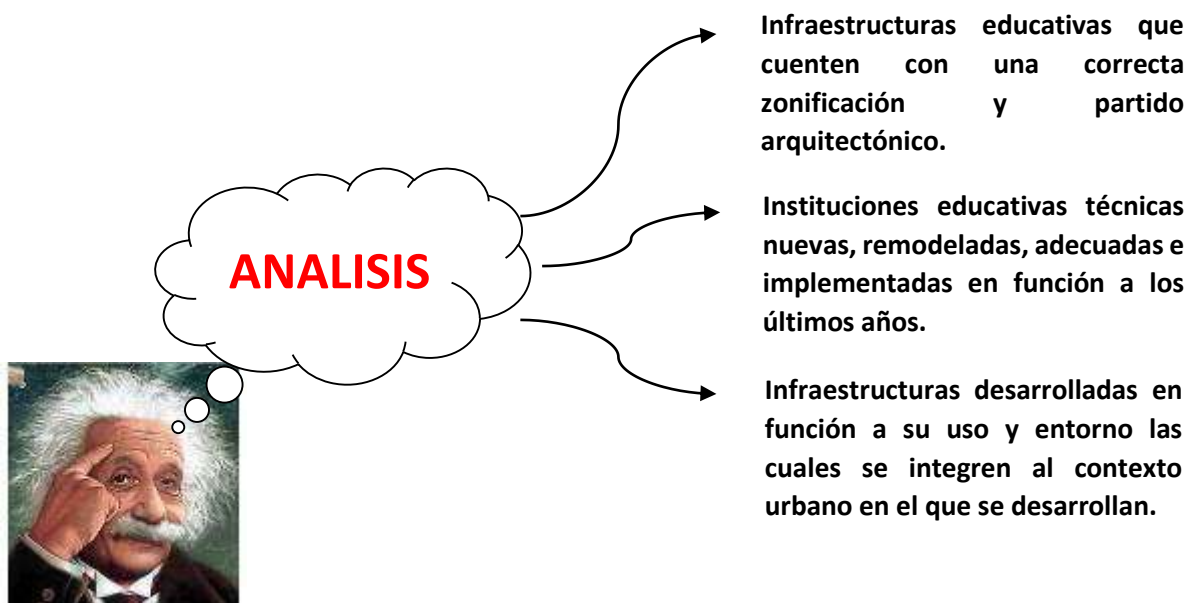 Infraestructuras educativas que
cuenten con una correcta
zonificación y partido
arquitectónico.
ANALISIS
Instituciones educativas técnicas
nuevas, remodeladas, adecuadas e
implementadas en función a los
últimos años.
Infraestructuras desarrolladas en
función a su uso y entorno las
cuales se integren al contexto
urbano en el que se desarrollan.